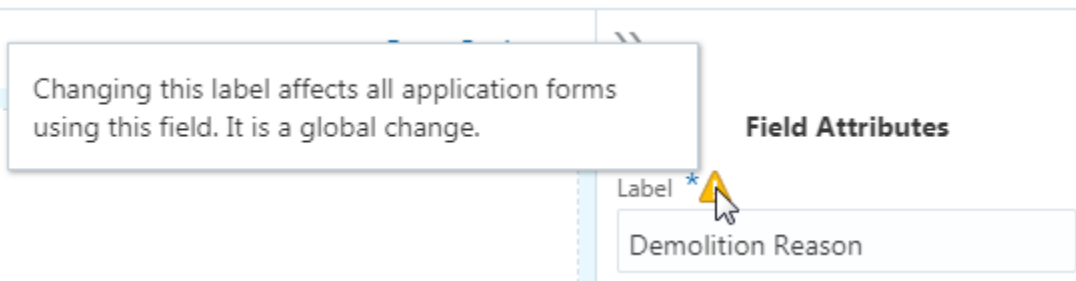 Changing this label affects all application forms
using this field. It is a global change.
Field Attributes
Label *
Demolition Reason